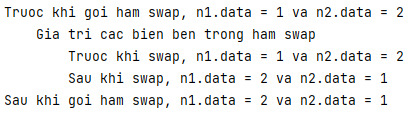 Truoc khi goi ham swap, n1.data = 1 va n2.data = 2
Gia tri cac bien ben trong ham swap
Truoc khi swap, n1.data = 1 va n2.data = 2
Sau khi swap, n1.data = 2 va n2.data = 1
Sau khi goi ham swap, n1.data = 2 va n2.data = 1